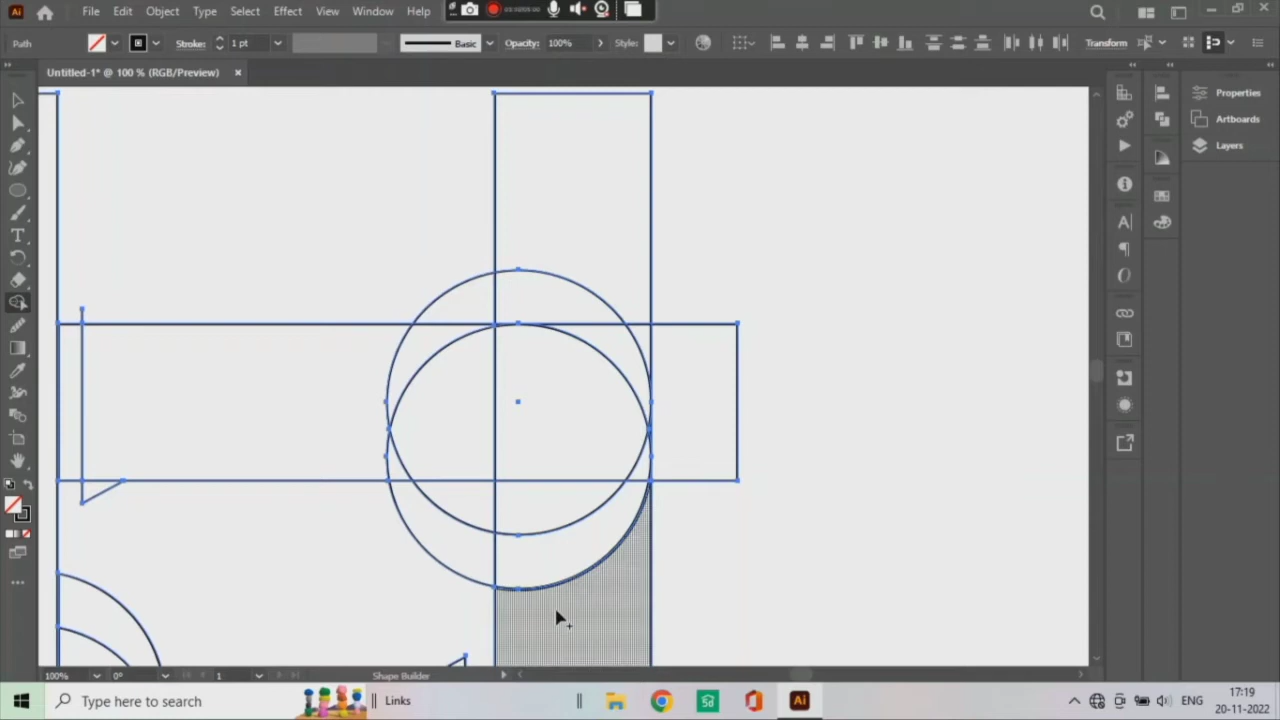 Ai File Edit Object Type Select Effect View Window Help
Path Stroke: 1 pt Basic Opacity: 100% Style: Transform
Untitled-1* @ 100 % (RGB/Preview) ×
Properties
Artboards
Layers
100% 0° 1 Shape Builder
Type here to search Links Ai ENG 17:19
20-11-2022